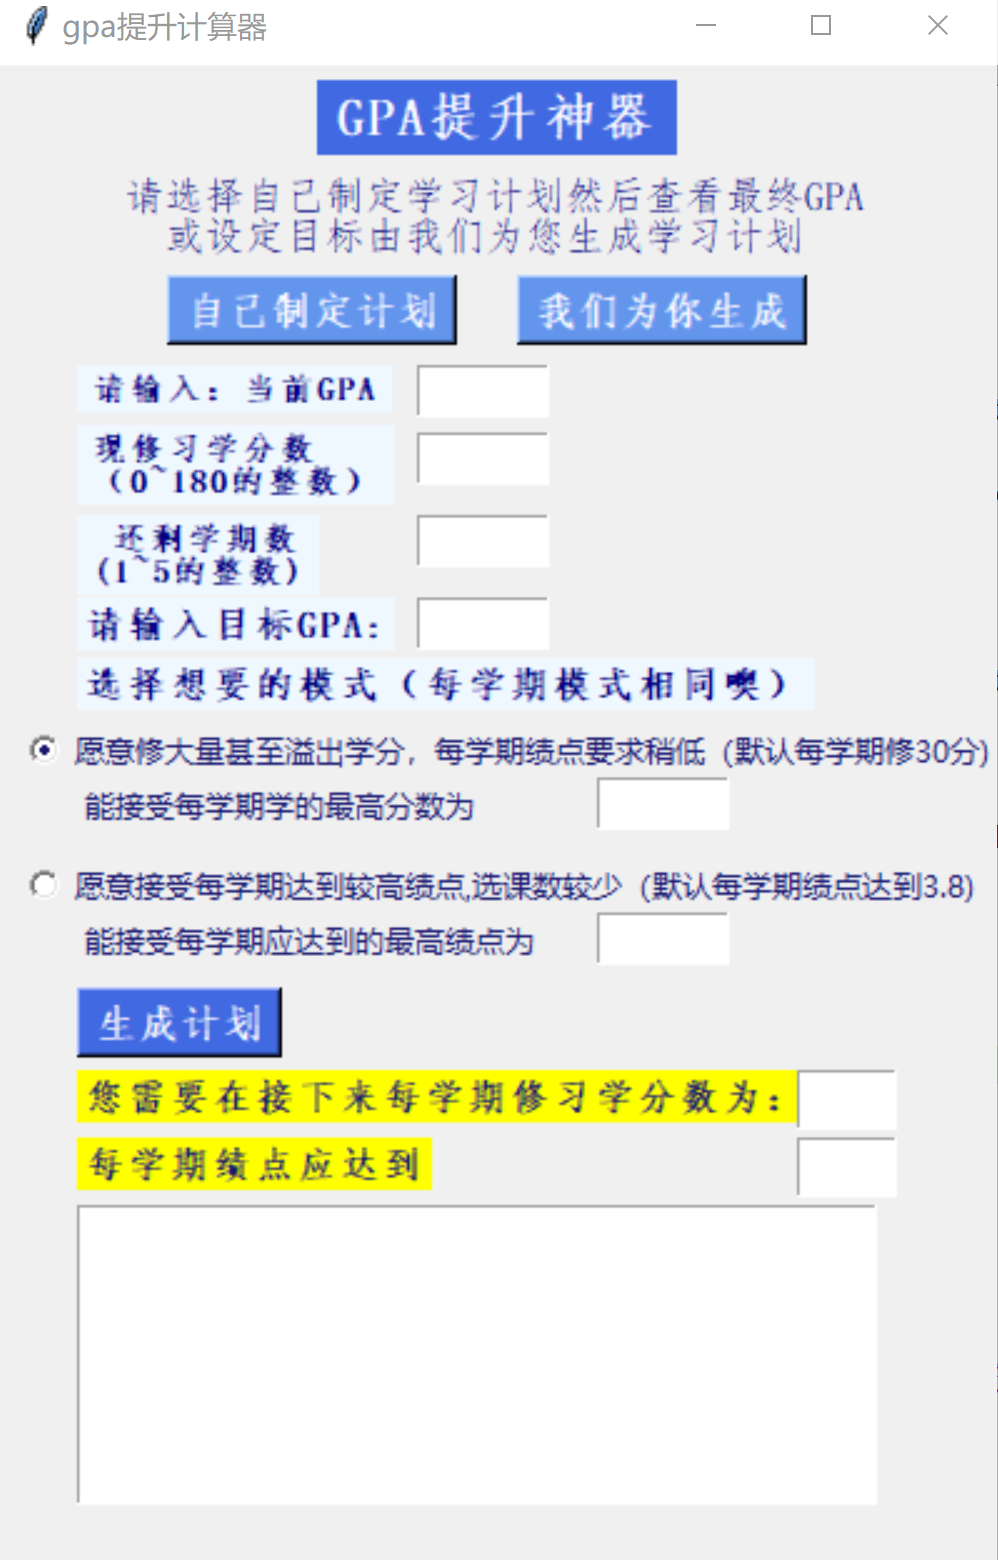 gpa提升计算器
GPA提升神器
请选择自己制定学习计划然后查看最终GPA
或设定目标由我们为您生成学习计划
自己制定计划 我们为你生成
请输入：当前GPA
现修习学分数
（0~180的整数）
还剩学期数
(1~5的整数)
请输入目标GPA：
选择想要的模式（每学期模式相同噢）
愿意修大量甚至溢出学分，每学期绩点要求稍低（默认每学期修30分)
能接受每学期学的最高分数为
愿意接受每学期达到较高绩点,选课数较少（默认每学期绩点达到3.8)
能接受每学期应达到的最高绩点为
生成计划
您需要在接下来每学期修习学分数为：
每学期绩点应达到